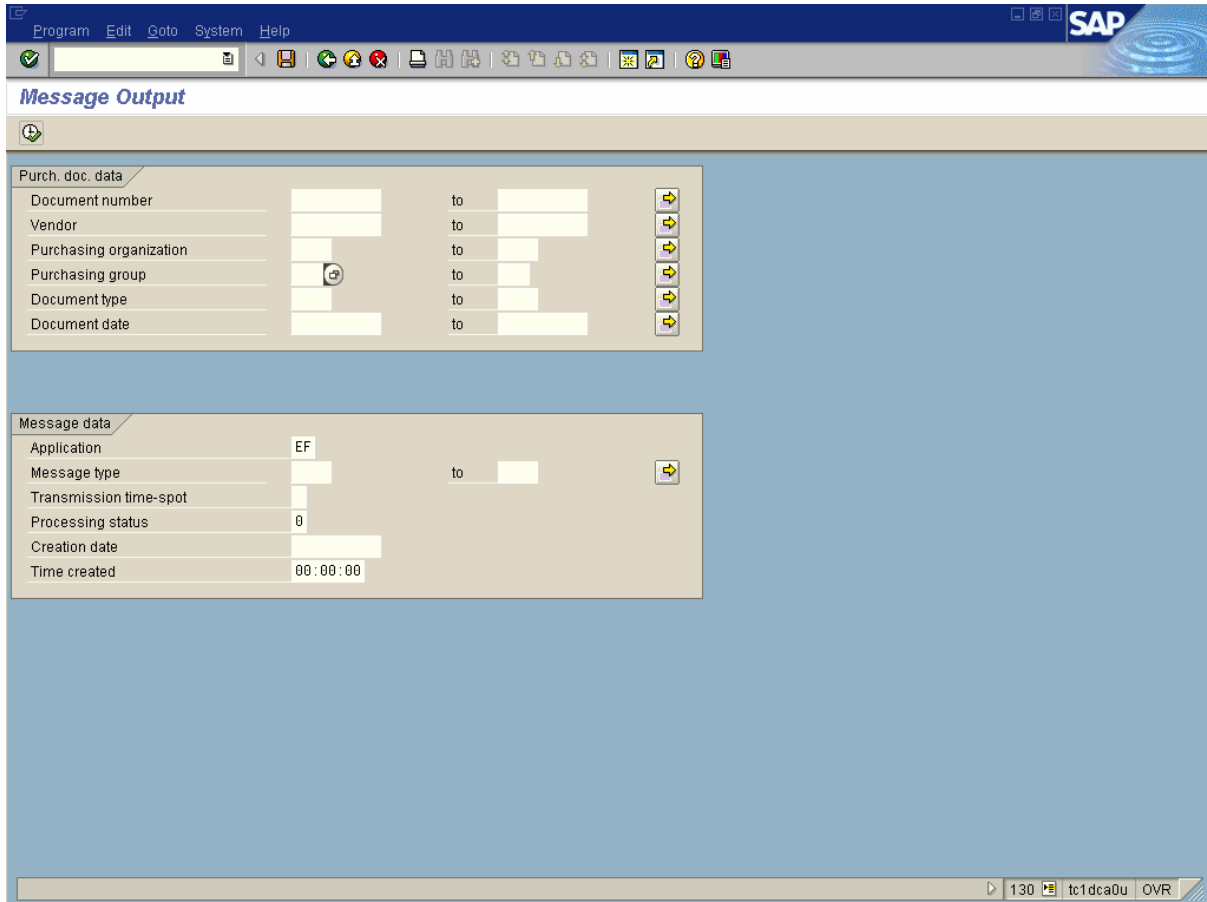 Program Edit Goto System Help
SAP
Message Output
Purch. doc. data
Document number to
Vendor to
Purchasing organization to
Purchasing group to
Document type to
Document date to
Message data
Application EF
Message type to
Transmission time-spot
Processing status 0
Creation date
Time created 00:00:00
130 tc1dca0u OVR